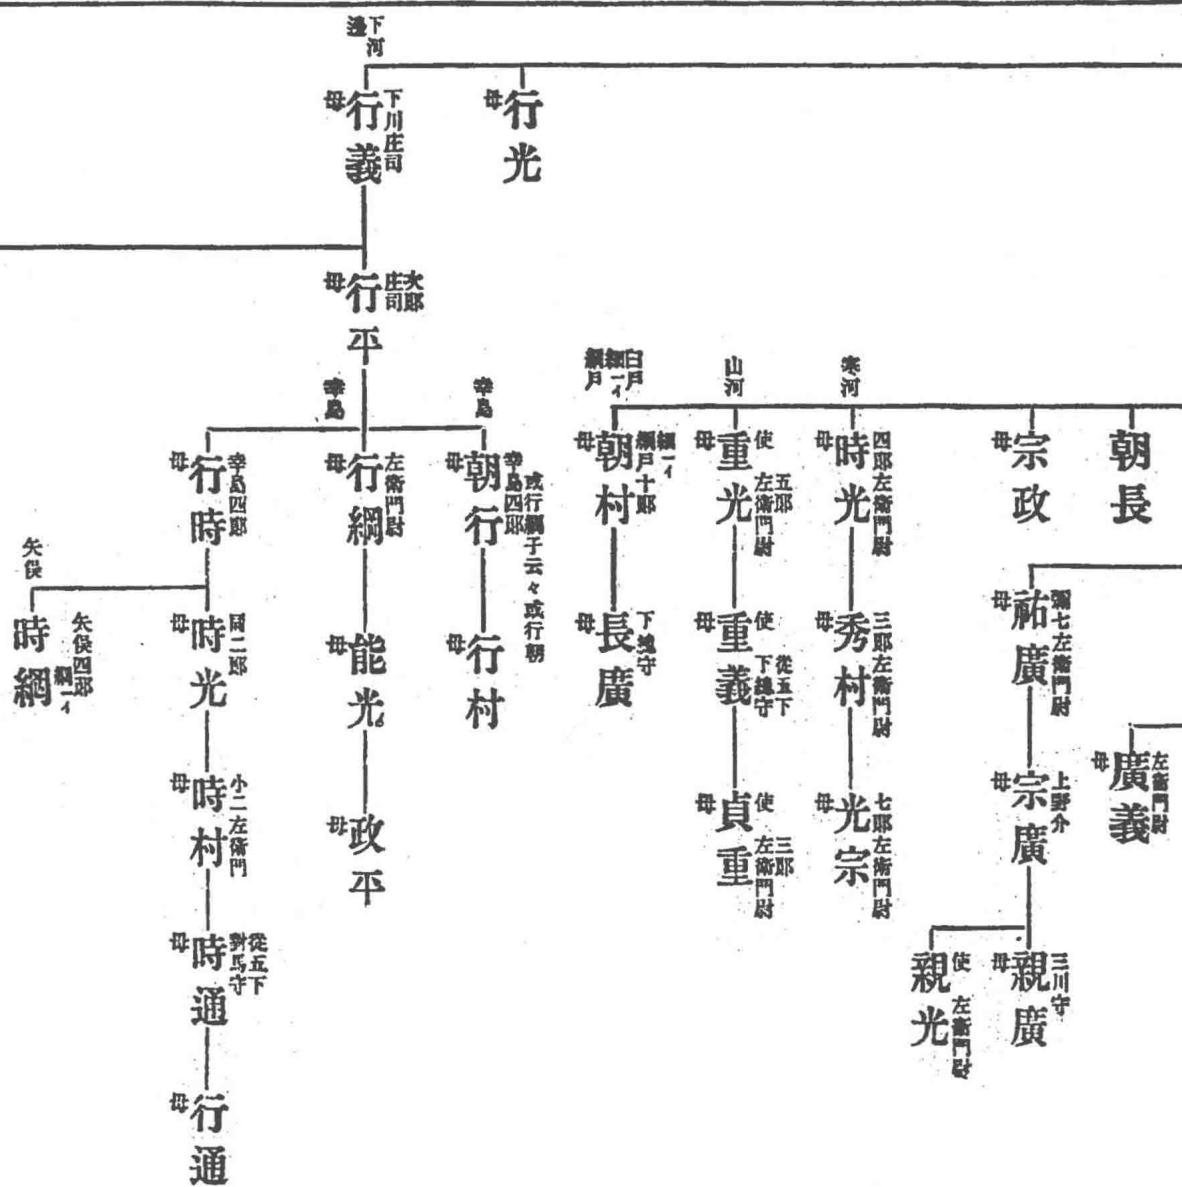 行光
母
下河邊
行義
下川庄司
母
行平
次郎
庄司
母
幸島
朝行
幸島四郎
或行綱子云々或行朝
母
行村
母
幸島
行綱
左衛門尉
母
能光
母
政平
母
行時
幸島四郎
母
時光
同二郎
母
時村
小二左衛門
母
時通
從五下
對馬守
母
行通
母
矢俣
時綱
矢俣四郎
綱一イ
朝長
母
廣義
左衛門尉
母
宗政
母
祐廣
彌七左衛門尉
母
宗廣
上野介
母
親廣
三川守
母
親光
使
左衛門尉
寒河
時光
四郎左衛門尉
母
秀村
三郎左衛門尉
母
光宗
七郎左衛門尉
母
山河
重光
使
五郎
左衛門尉
母
重義
使
從五下
下總守
母
貞重
使
三郎
左衛門尉
母
臼戸
網戸
朝村
網戸十郎
母
長廣
下總守
母